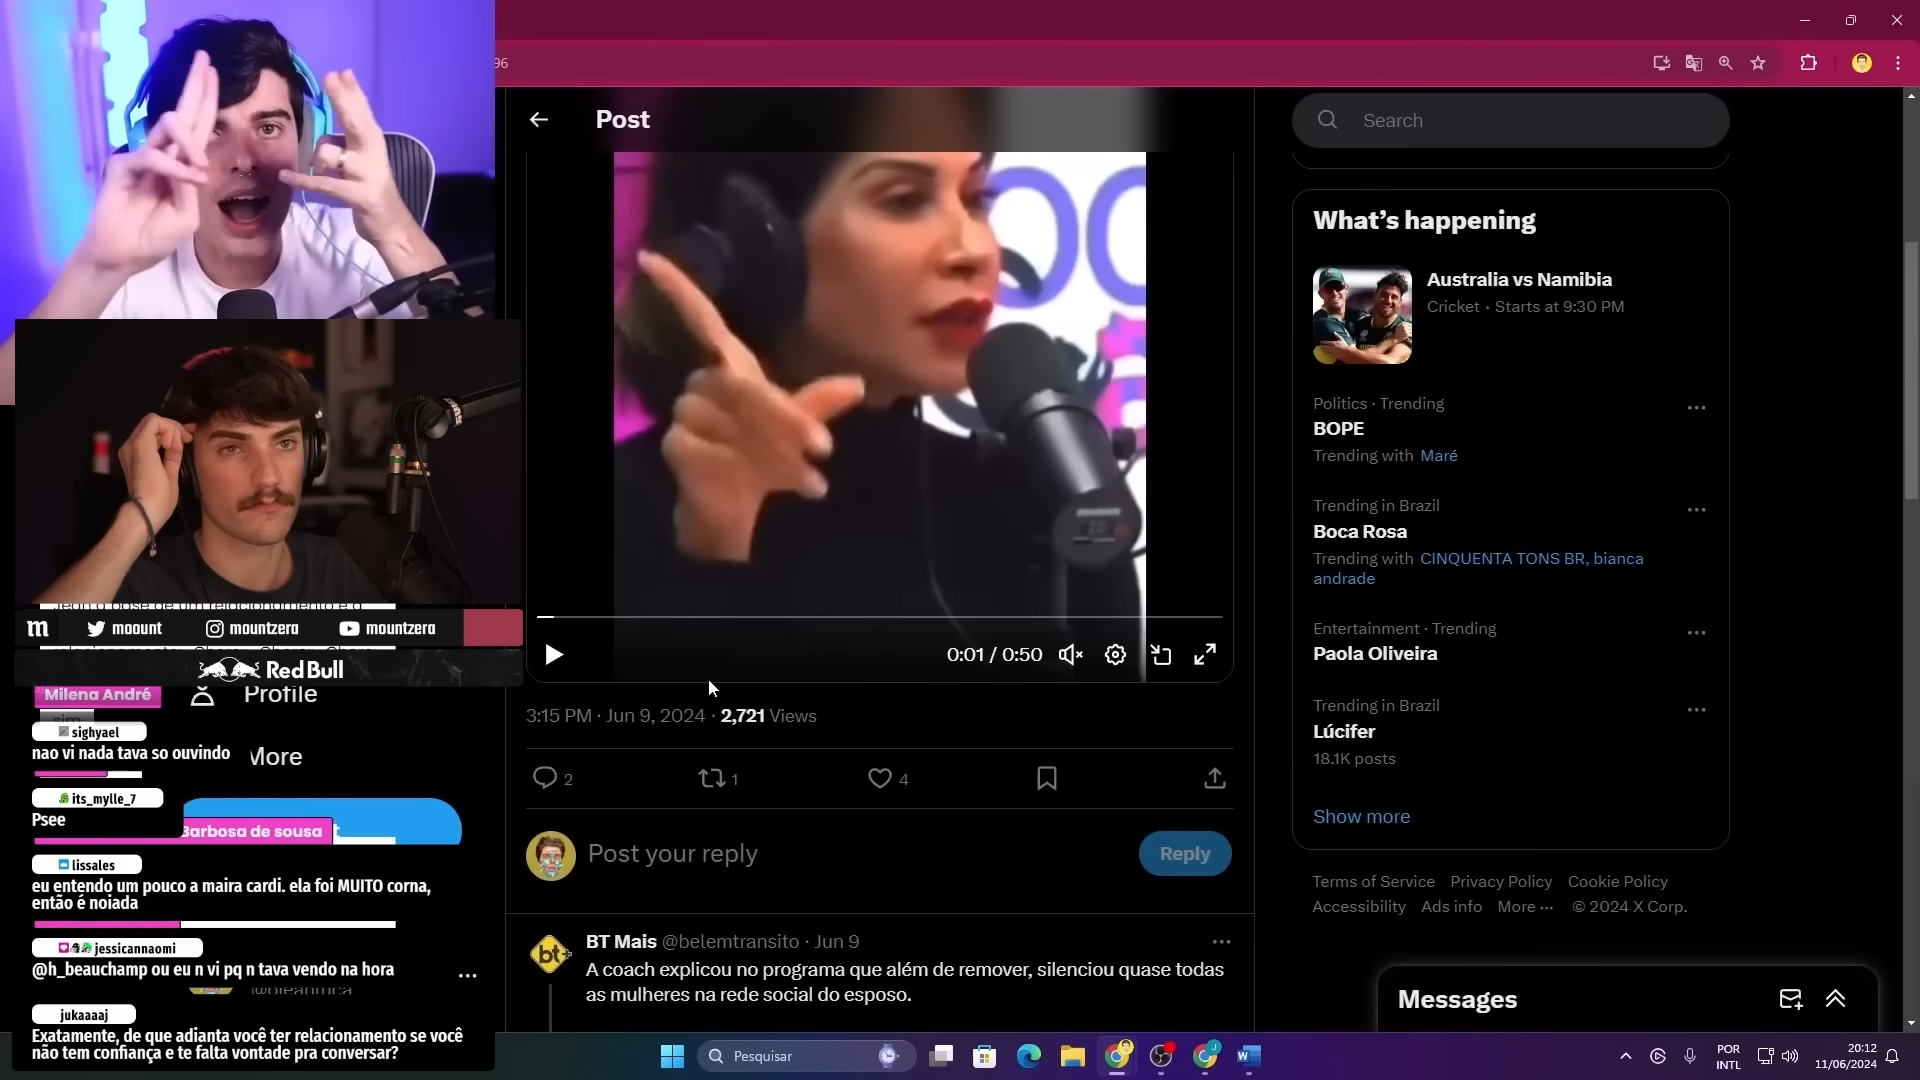 96
Post
Search
What's happening
Australia vs Namibia
Cricket · Starts at 9:30 PM
Politics · Trending
BOPE
Trending with Maré
Trending in Brazil
Boca Rosa
Trending with CINQUENTA TONS BR, bianca
andrade
Entertainment · Trending
Paola Oliveira
Trending in Brazil
Lúcifer
18.1K posts
Show more
Terms of Service Privacy Policy Cookie Policy
Accessibility Ads info More ··· © 2024 X Corp.
Messages
0:01 / 0:50
3:15 PM · Jun 9, 2024 · 2,721 Views
2
1
4
Post your reply
Reply
BT Mais @belemtransito · Jun 9
A coach explicou no programa que além de remover, silenciou quase todas
as mulheres na rede social do esposo.
bt+
m moount mountzera mountzera
Red Bull
Milena André
Profile
sim
sighyael
nao vi nada tava so ouvindo
More
its_mylle_7
Psee
Barbosa de sousa
lissales
eu entendo um pouco a maira cardi. ela foi MUITO corna,
então é noiada
jessicannaomi
@h_beauchamp ou eu n vi pq n tava vendo na hora
jukaaaaj
Exatamente, de que adianta você ter relacionamento se você
não tem confiança e te falta vontade pra conversar?
Pesquisar
POR
INTL
20:12
11/06/2024